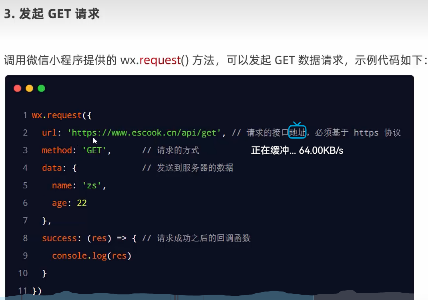 3. 发起 GET 请求
调用微信小程序提供的 wx.request() 方法，可以发起 GET 数据请求，示例代码如下：
1 wx.request({
2 url: 'https://www.escook.cn/api/get', // 请求的接口地址，必须基于 https 协议
3 method: 'GET', // 请求的方式
正在缓冲... 64.00KB/s
4 data: { // 发送到服务器的数据
5 name: 'zs',
6 age: 22
7 },
8 success: (res) => { // 请求成功之后的回调函数
9 console.log(res)
10 }
11 })